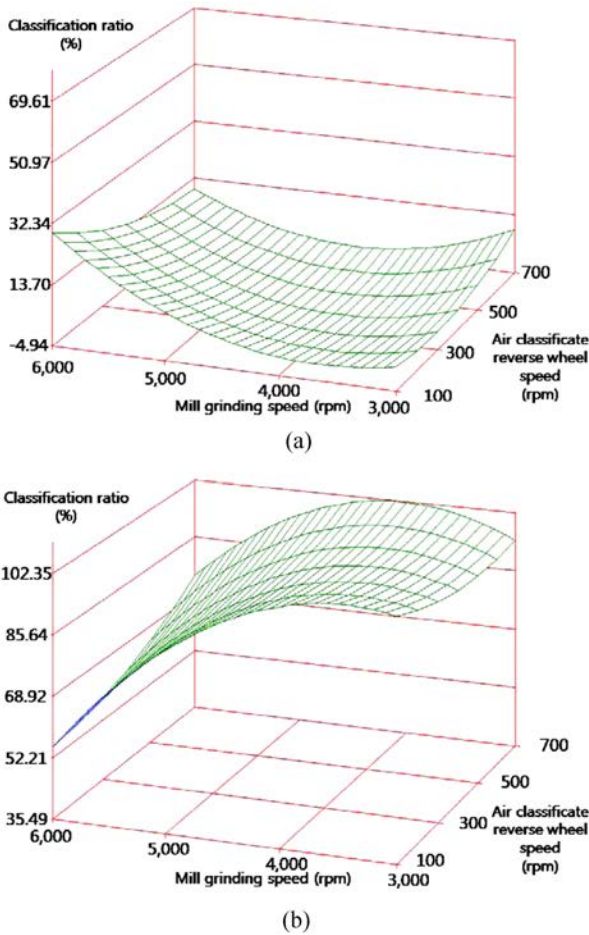 Classification ratio
(%)
69.61
50.97
32.34
13.70
-4.94
6,000
5,000
4,000
3,000
Mill grinding speed (rpm)
100
300
500
700
Air classificate
reverse wheel
speed
(rpm)
(a)
Classification ratio
(%)
102.35
85.64
68.92
52.21
35.49
6,000
5,000
4,000
3,000
Mill grinding speed (rpm)
100
300
500
700
Air classificate
reverse wheel
speed
(rpm)
(b)